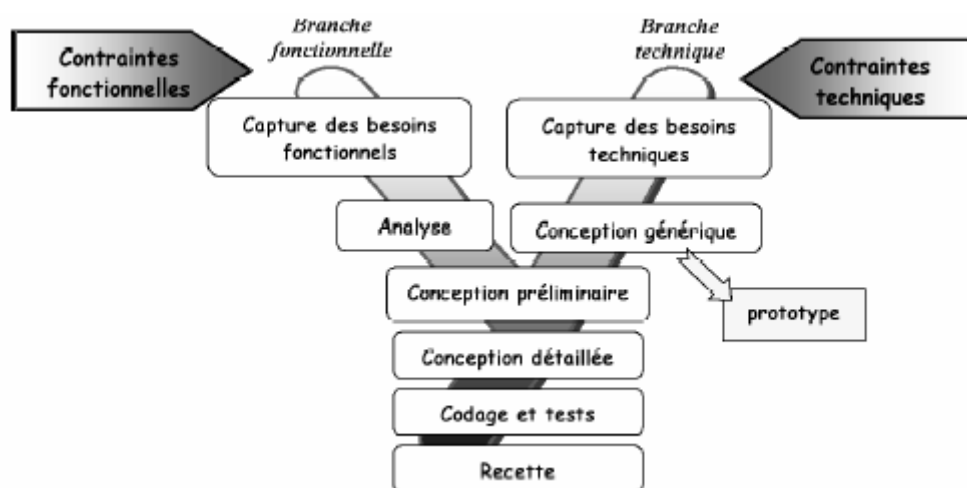 Branche
fonctionnelle
Branche
technique
Contraintes
fonctionnelles
Contraintes
techniques
Capture des besoins
fonctionnels
Capture des besoins
techniques
Analyse
Conception générique
Conception préliminaire
prototype
Conception détaillée
Codage et tests
Recette